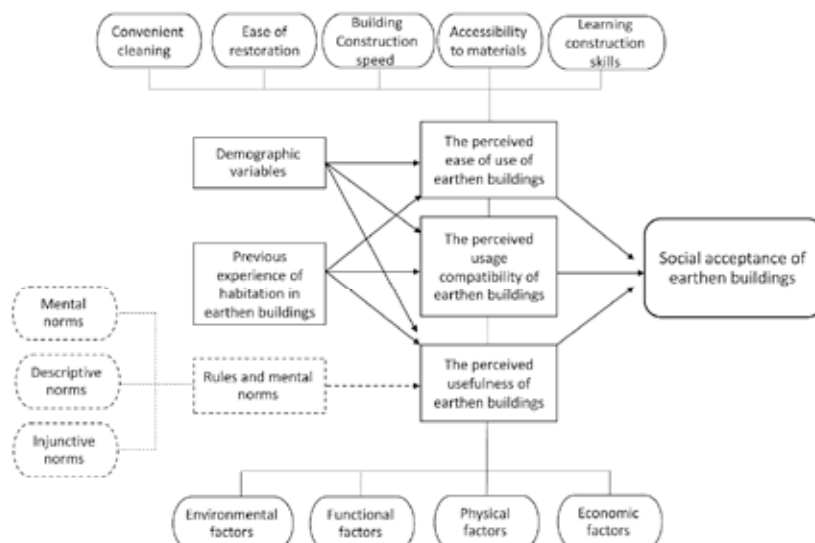 Convenient
cleaning
Ease of
restoration
Building
Construction
speed
Accessibility
to materials
Learning
construction
skills
Demographic
variables
The perceived
ease of use of
earthen buildings
Previous
experience of
habitation in
earthen buildings
The perceived
usage
compatibility of
earthen buildings
Social acceptance of
earthen buildings
Mental
norms
Descriptive
norms
Injunctive
norms
Rules and mental
norms
The perceived
usefulness of
earthen buildings
Environmental
factors
Functional
factors
Physical
factors
Economic
factors